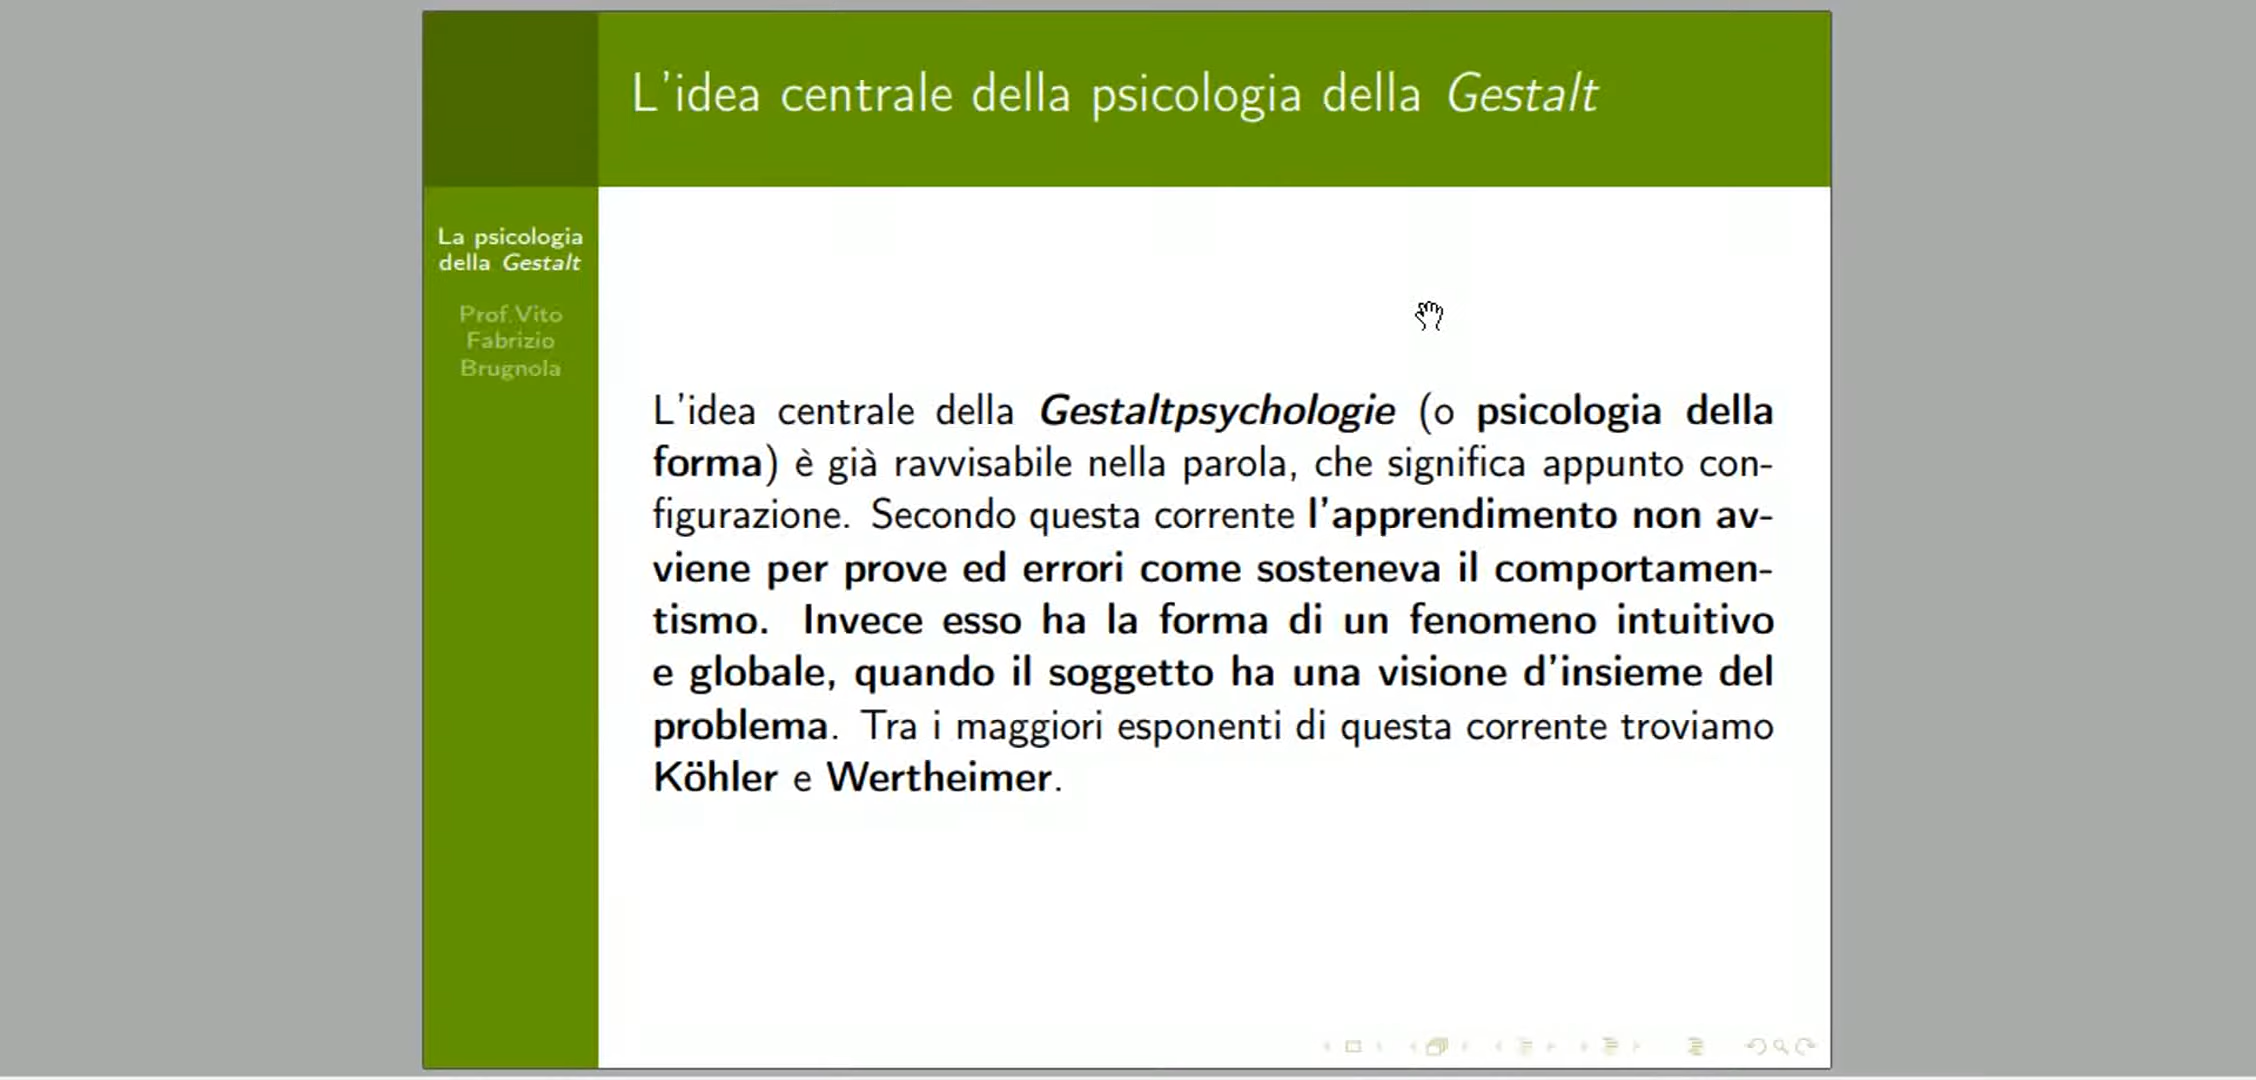 L'idea centrale della psicologia della Gestalt
La psicologia
della Gestalt
Prof.Vito
Fabrizio
Brugnola
L'idea centrale della Gestaltpsychologie (o psicologia della
forma) è già ravvisabile nella parola, che significa appunto con-
figurazione. Secondo questa corrente l'apprendimento non av-
viene per prove ed errori come sosteneva il comportamen-
tismo. Invece esso ha la forma di un fenomeno intuitivo
e globale, quando il soggetto ha una visione d'insieme del
problema. Tra i maggiori esponenti di questa corrente troviamo
Köhler e Wertheimer.